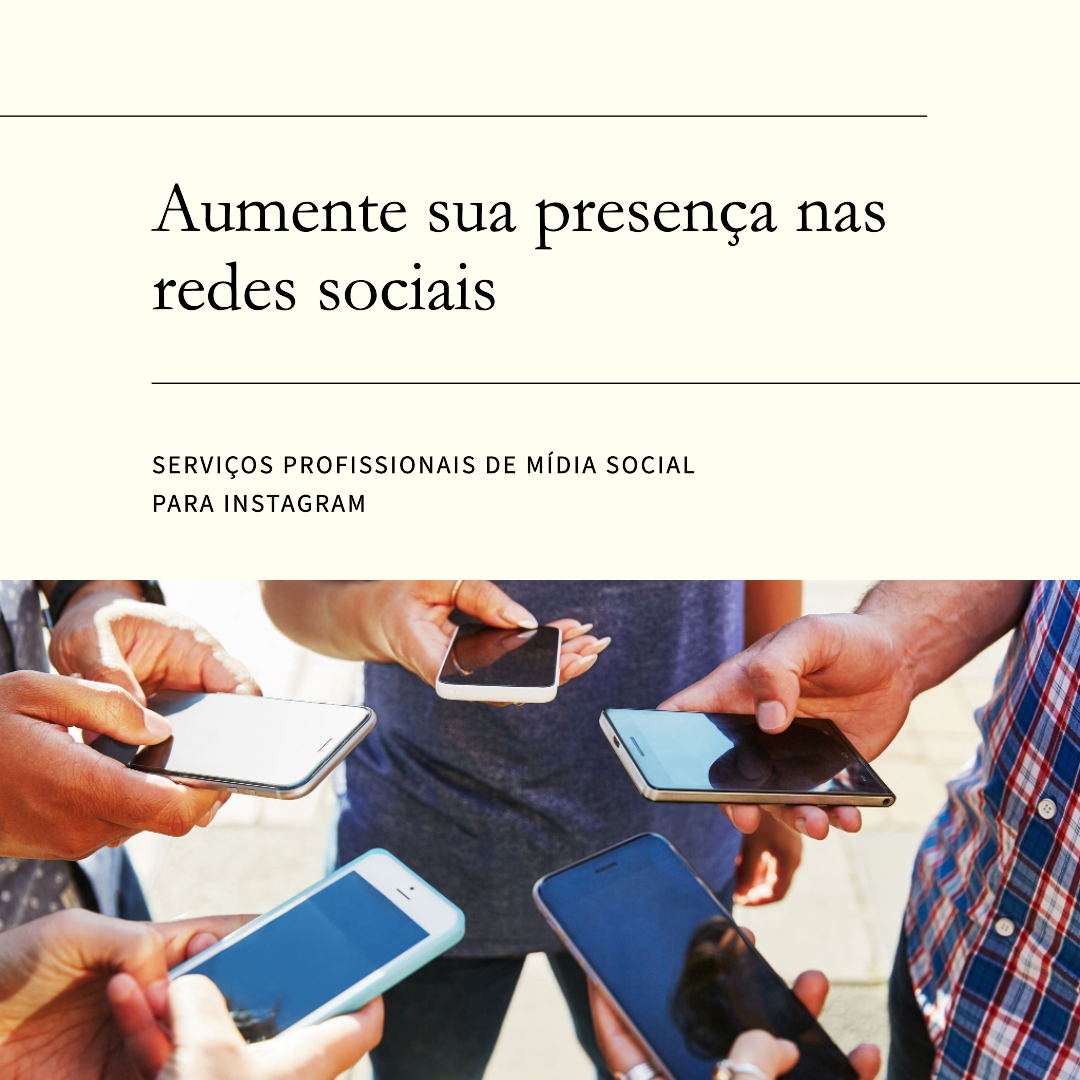 Aumente sua presença nas
redes sociais
SERVIÇOS PROFISSIONAIS DE MÍDIA SOCIAL
PARA INSTAGRAM